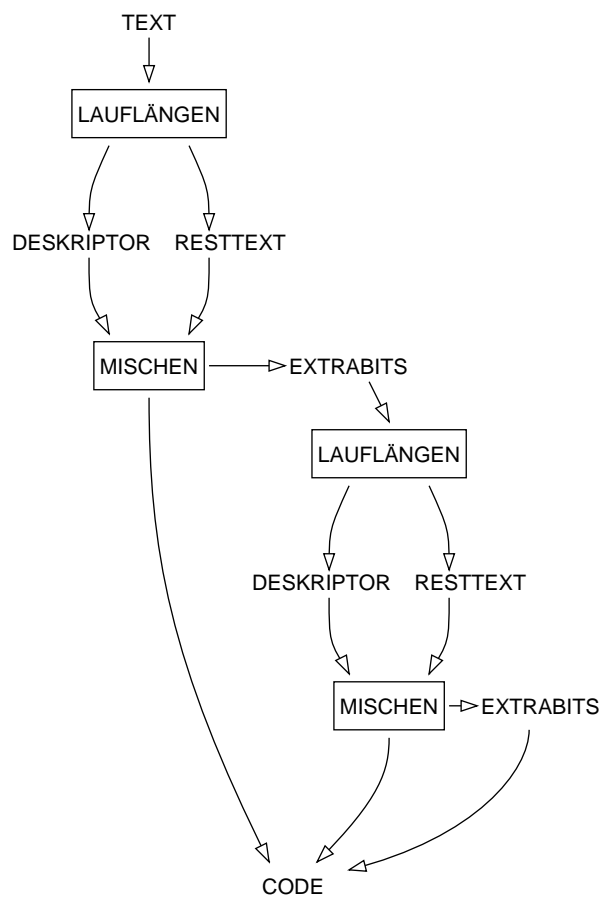 TEXT
LAUFLÄNGEN
DESKRIPTOR RESTTEXT
MISCHEN EXTRABITS
LAUFLÄNGEN
DESKRIPTOR RESTTEXT
MISCHEN EXTRABITS
CODE